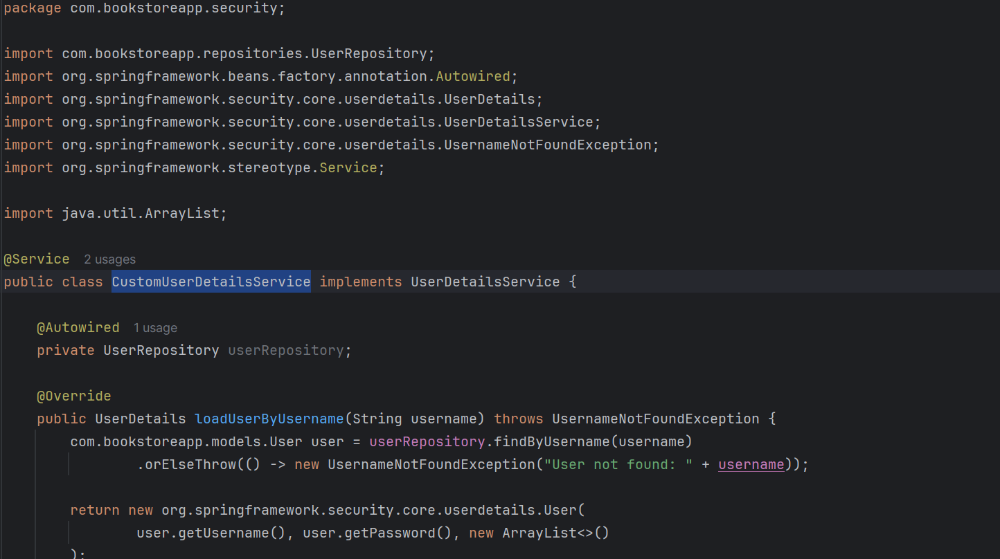 package com.bookstoreapp.security;
import com.bookstoreapp.repositories.UserRepository;
import org.springframework.beans.factory.annotation.Autowired;
import org.springframework.security.core.userdetails.UserDetails;
import org.springframework.security.core.userdetails.UserDetailsService;
import org.springframework.security.core.userdetails.UsernameNotFoundException;
import org.springframework.stereotype.Service;
import java.util.ArrayList;
@Service 2 usages
public class CustomUserDetailsService implements UserDetailsService {
@Autowired 1 usage
private UserRepository userRepository;
@Override
public UserDetails loadUserByUsername(String username) throws UsernameNotFoundException {
com.bookstoreapp.models.User user = userRepository.findByUsername(username)
.orElseThrow(() -> new UsernameNotFoundException("User not found: " + username));
return new org.springframework.security.core.userdetails.User(
user.getUsername(), user.getPassword(), new ArrayList<>()
);